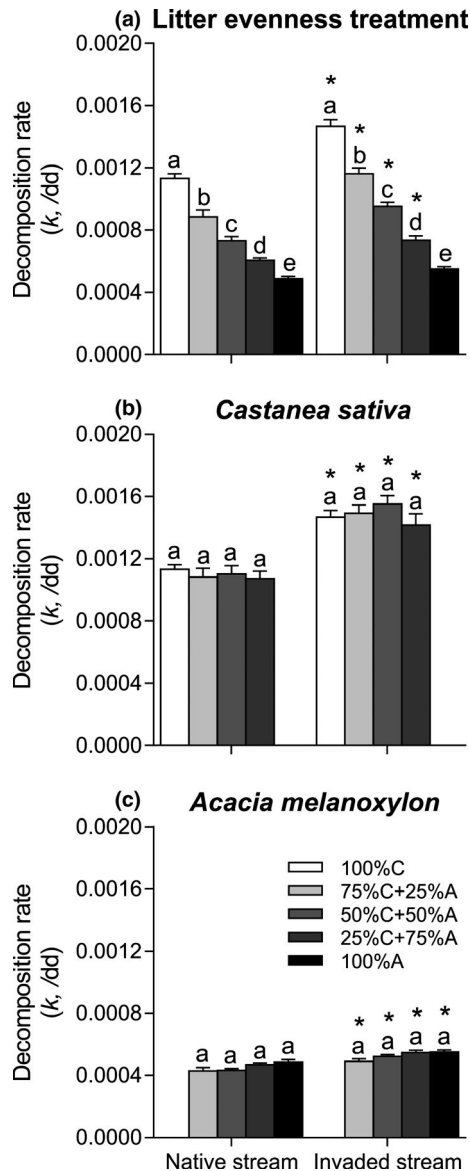 (a) Litter evenness treatment
0.0020
0.0016
0.0012
0.0008
0.0004
0.0000
Decomposition rate
(k, /dd)
a b c d e
* * * *
a b c d e
(b) Castanea sativa
0.0020
0.0016
0.0012
0.0008
0.0004
0.0000
Decomposition rate
(k, /dd)
a a a a
* * * *
a a a a
(c) Acacia melanoxylon
0.0020
0.0016
0.0012
0.0008
0.0004
0.0000
Decomposition rate
(k, /dd)
100%C
75%C+25%A
50%C+50%A
25%C+75%A
100%A
a a a a
* * * *
a a a a
Native stream Invaded stream